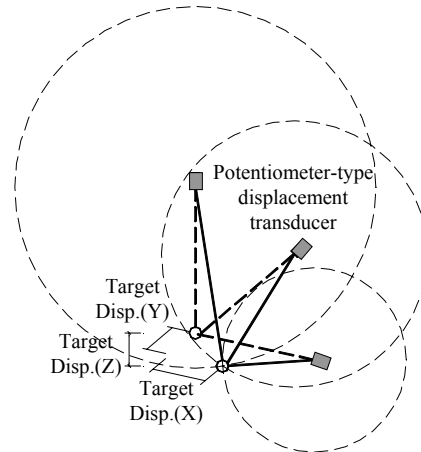 Potentiometer-type
displacement
transducer
Target
Disp.(Y)
Target
Disp.(Z)
Target
Disp.(X)